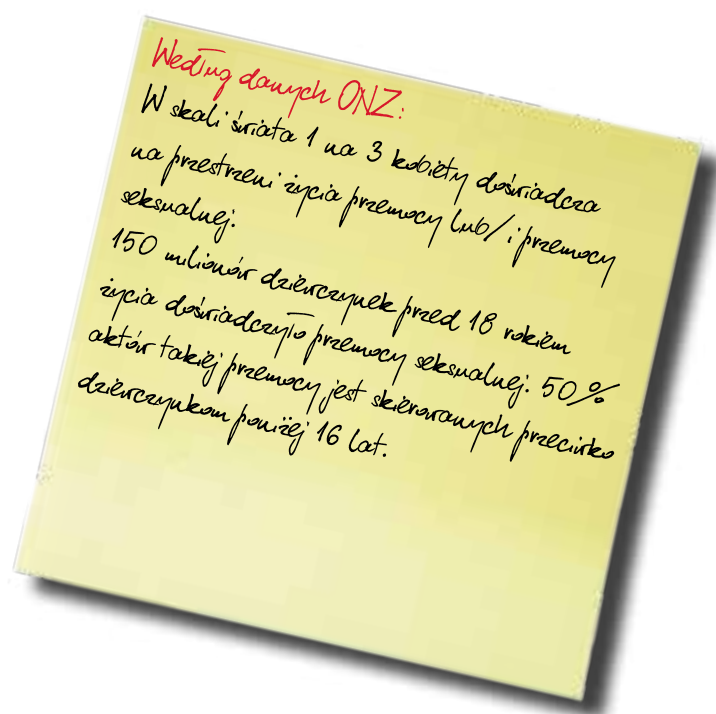 Według danych ONZ:
W skali świata 1 na 3 kobiety doświadcza
na przestrzeni życia przemocy lub/i przemocy
seksualnej.
150 milionów dziewczynek przed 18 rokiem
życia doświadczyło przemocy seksualnej. 50%
aktów takiej przemocy jest skierowanych przeciwko
dziewczynkom poniżej 16 lat.